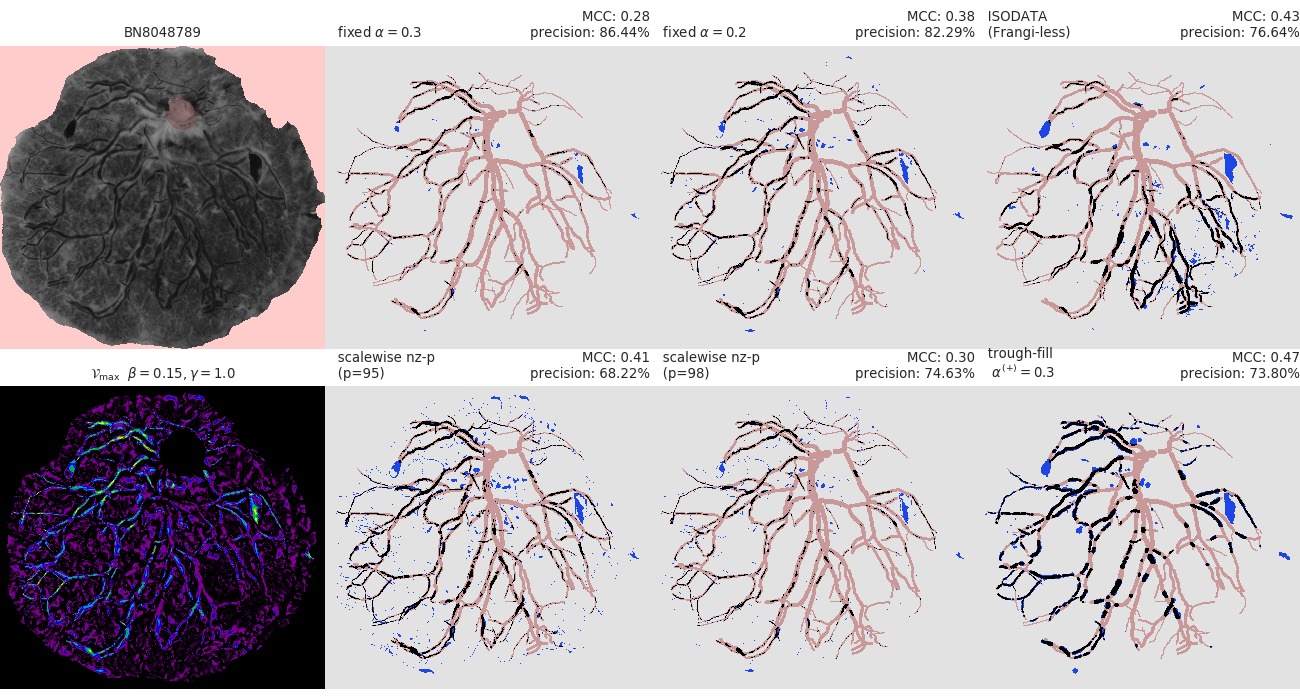 BN8048789
fixed α = 0.3
MCC: 0.28
precision: 86.44%
fixed α = 0.2
MCC: 0.38
precision: 82.29%
ISODATA
(Frangi-less)
MCC: 0.43
precision: 76.64%
𝒱max β = 0.15, γ = 1.0
scalewise nz-p
(p=95)
MCC: 0.41
precision: 68.22%
scalewise nz-p
(p=98)
MCC: 0.30
precision: 74.63%
trough-fill
α(+) = 0.3
MCC: 0.47
precision: 73.80%